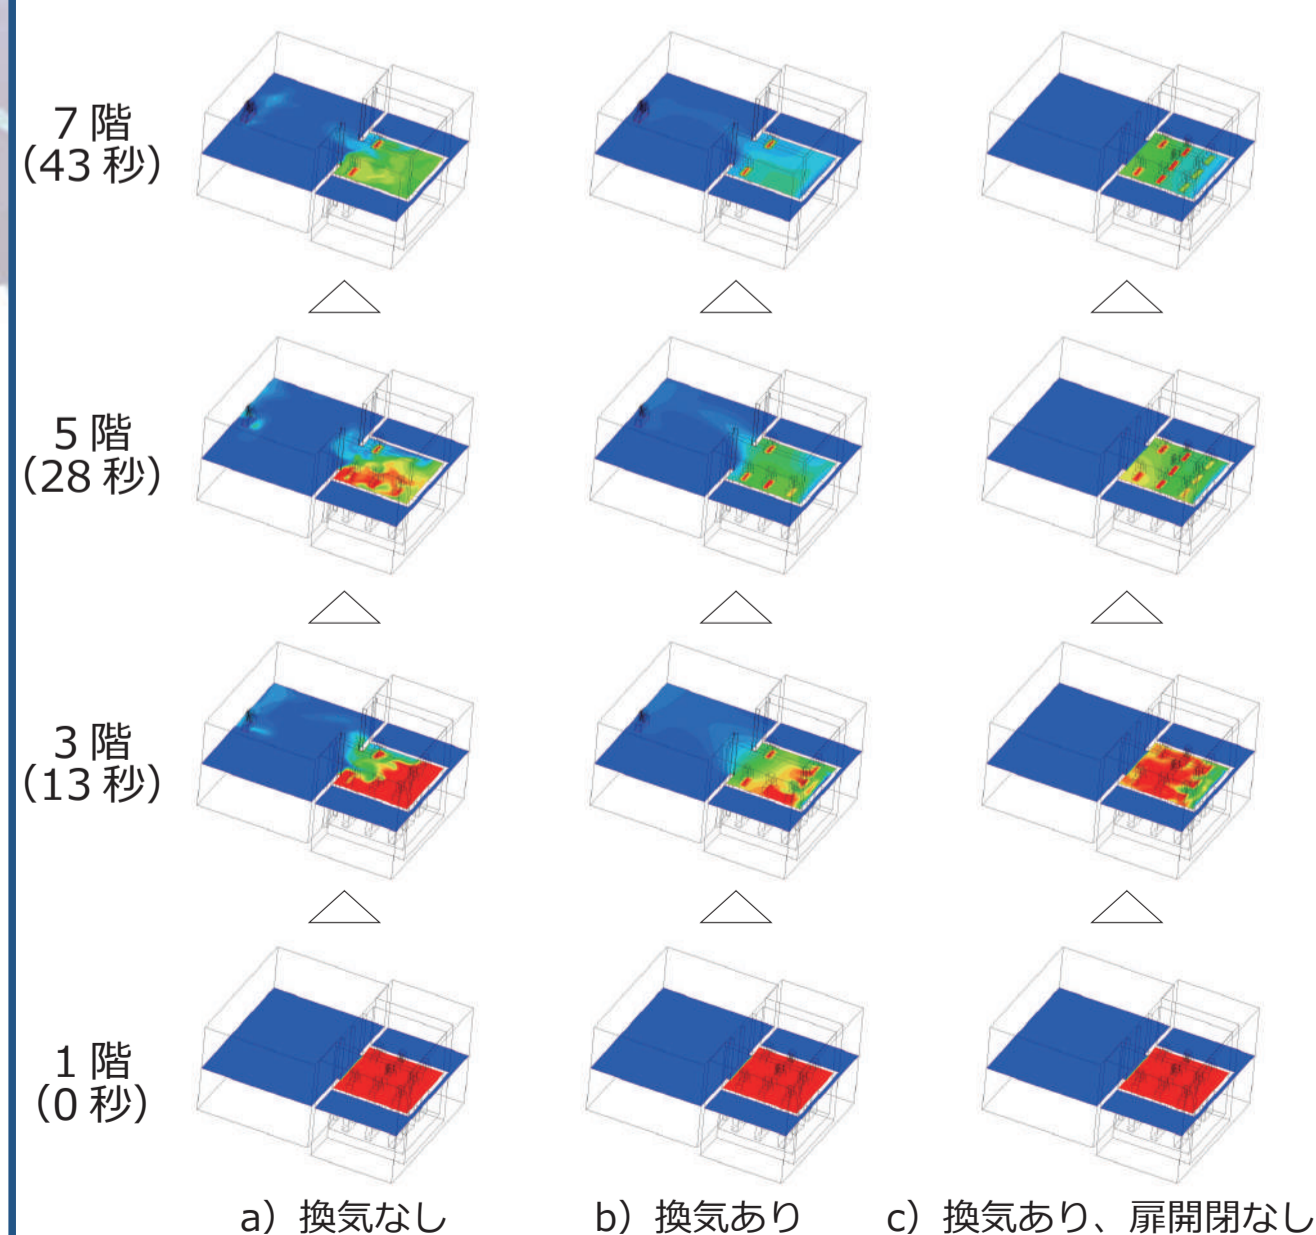 7 階
（43 秒）
5 階
（28 秒）
3 階
（13 秒）
1 階
（0 秒）
a）換気なし
b）換気あり
c）換気あり、扉開閉なし